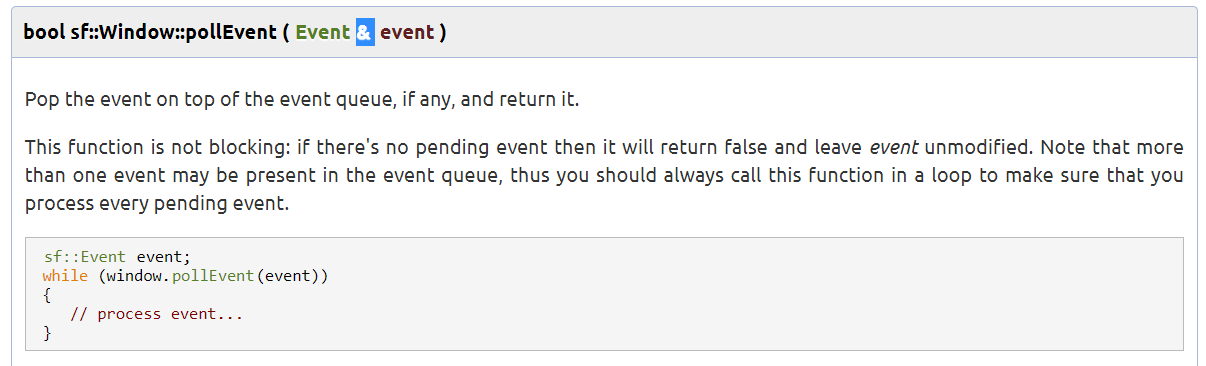 bool sf::Window::pollEvent ( Event & event )
Pop the event on top of the event queue, if any, and return it.
This function is not blocking: if there's no pending event then it will return false and leave event unmodified. Note that more
than one event may be present in the event queue, thus you should always call this function in a loop to make sure that you
process every pending event.
sf::Event event;
while (window.pollEvent(event))
{
// process event...
}